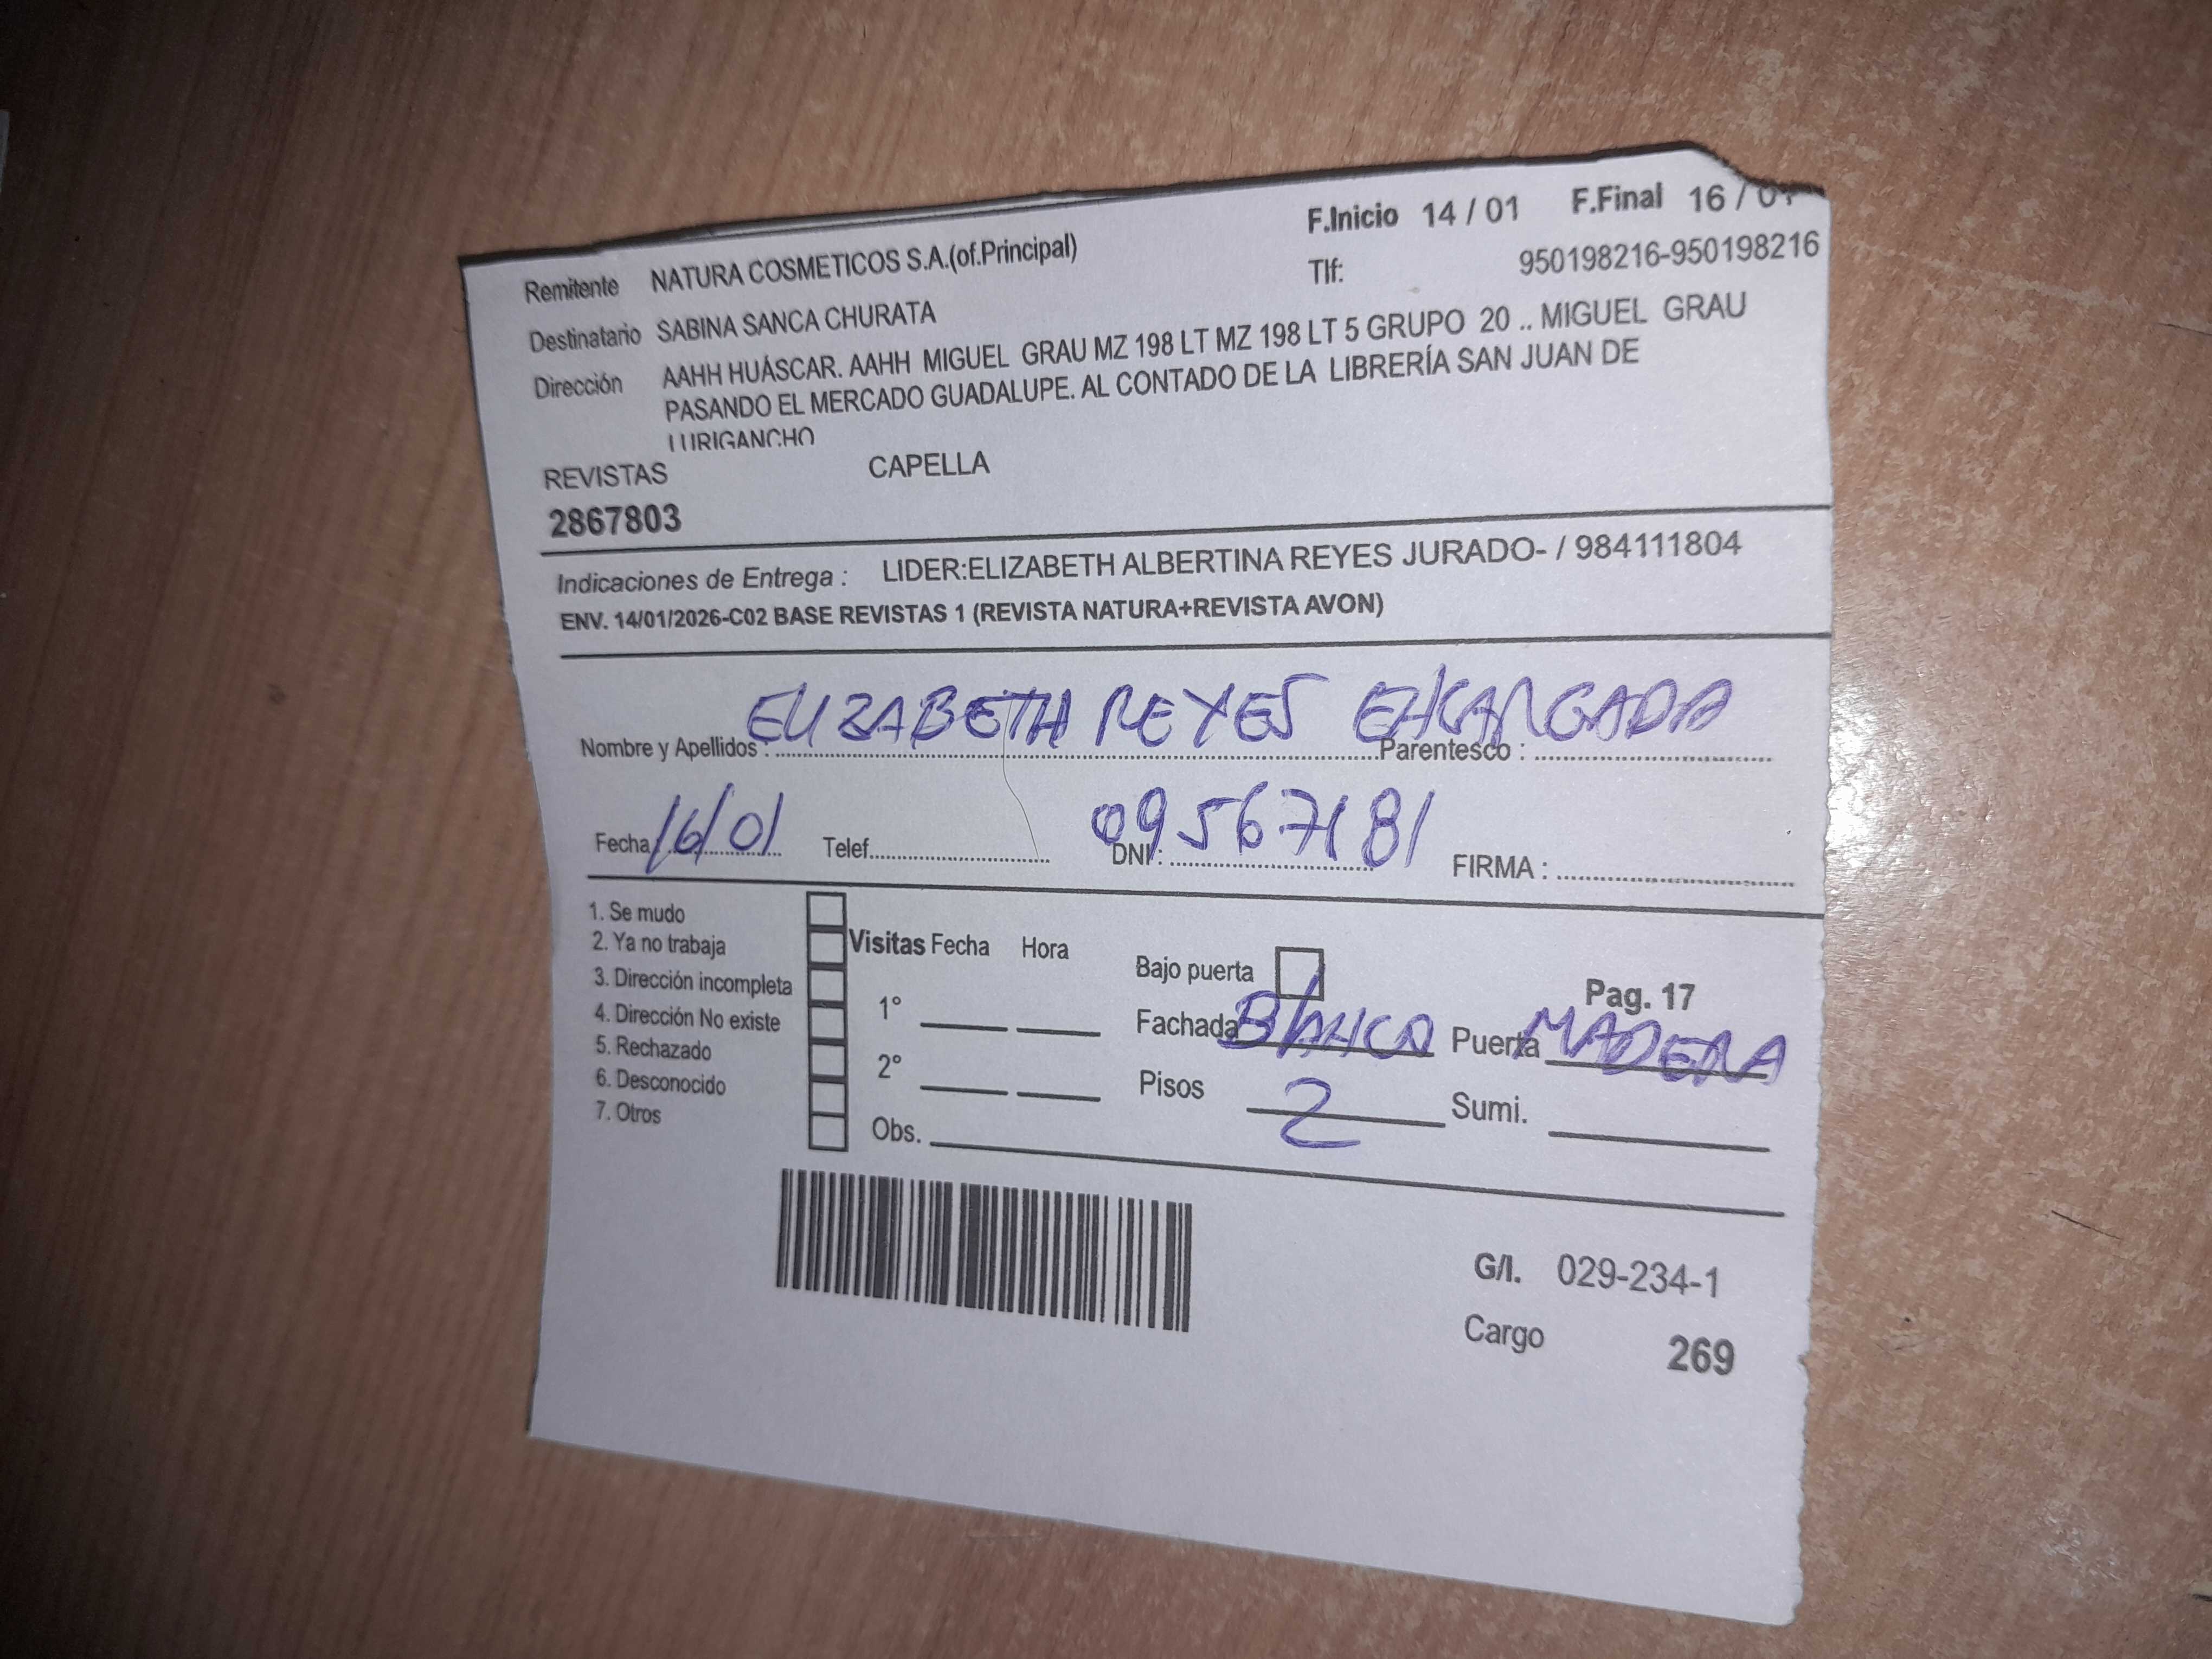 F.Inicio 14 / 01 F.Final 16 / 01
Remitente NATURA COSMETICOS S.A.(of.Principal) Tlf: 950198216-950198216
Destinatario SABINA SANCA CHURATA
Dirección AAHH HUÁSCAR. AAHH MIGUEL GRAU MZ 198 LT MZ 198 LT 5 GRUPO 20 .. MIGUEL GRAU
PASANDO EL MERCADO GUADALUPE. AL CONTADO DE LA LIBRERÍA SAN JUAN DE
LURIGANCHO
REVISTAS CAPELLA
2867803
Indicaciones de Entrega : LIDER:ELIZABETH ALBERTINA REYES JURADO- / 984111804
ENV. 14/01/2026-C02 BASE REVISTAS 1 (REVISTA NATURA+REVISTA AVON)
Nombre y Apellidos : ELIZABETH REYES Parentesco : ENCARGADA
Fecha 16/01 Telef. DNI: 09567181 FIRMA :
1. Se mudo
2. Ya no trabaja Visitas Fecha Hora Bajo puerta
3. Dirección incompleta 1° Pag. 17
4. Dirección No existe Fachada BLANCO Puerta MADERA
5. Rechazado 2°
6. Desconocido Pisos 2 Sumi.
7. Otros Obs.
G/I. 029-234-1
Cargo 269